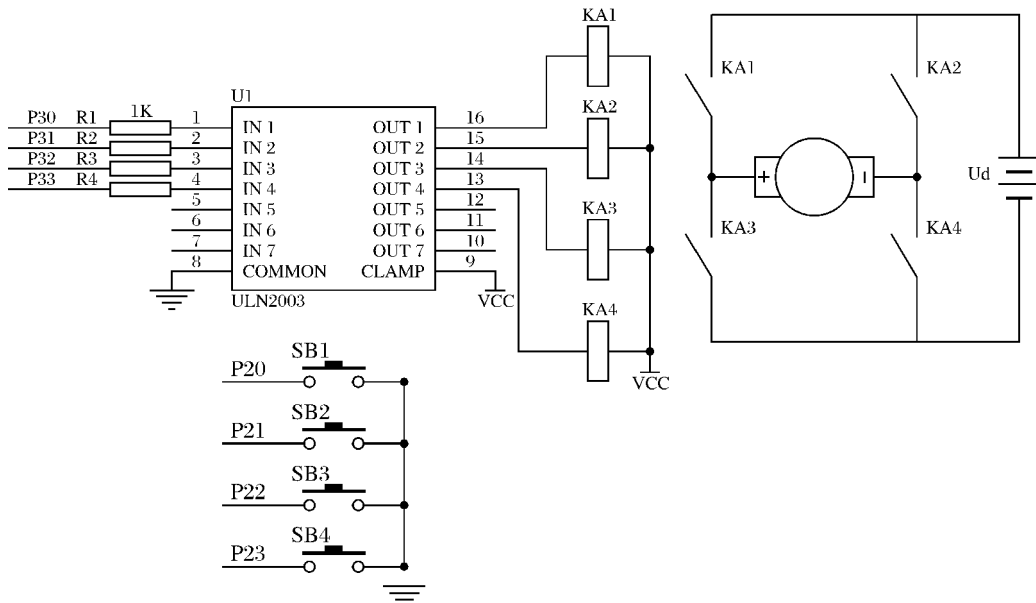 KA1
KA1
KA2
U1
KA2
P30 R1 1K 1 IN 1 OUT 1 16
P31 R2 2 IN 2 OUT 2 15
P32 R3 3 IN 3 OUT 3 14
P33 R4 4 IN 4 OUT 4 13
5 IN 5 OUT 5 12
6 IN 6 OUT 6 11
7 IN 7 OUT 7 10
8 COMMON CLAMP 9
+ −
Ud
KA3
KA3
KA4
ULN2003
VCC
KA4
VCC
SB1
P20
SB2
P21
SB3
P22
SB4
P23